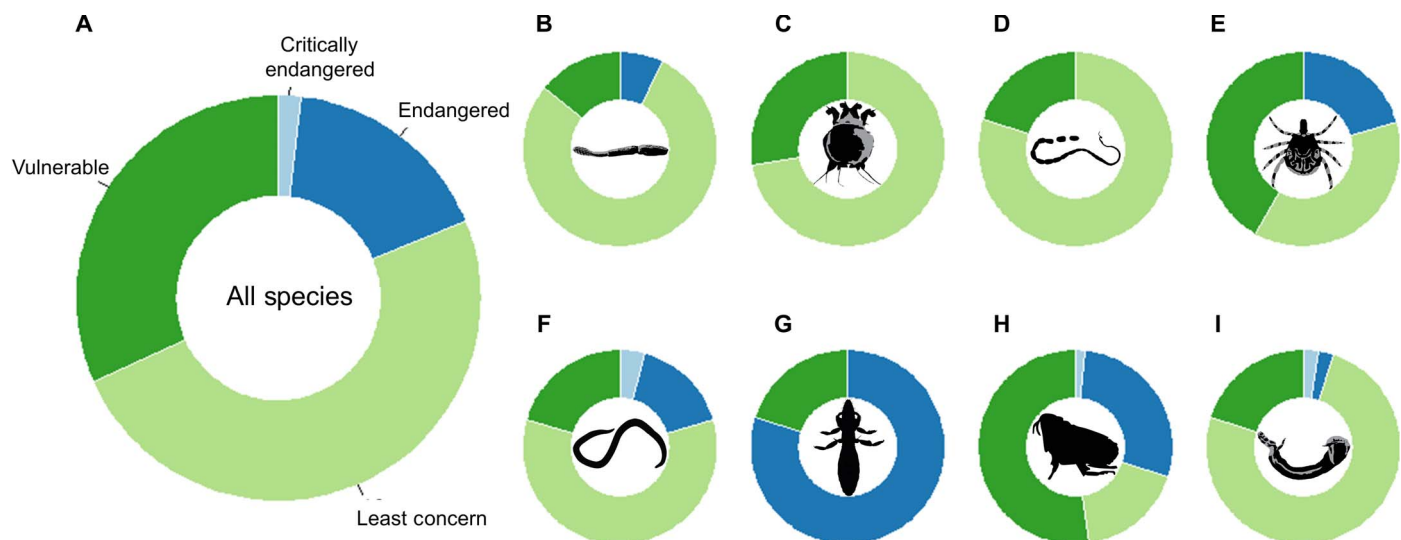 A
Critically
endangered
Endangered
Vulnerable
All species
Least concern
B
C
D
E
F
G
H
I